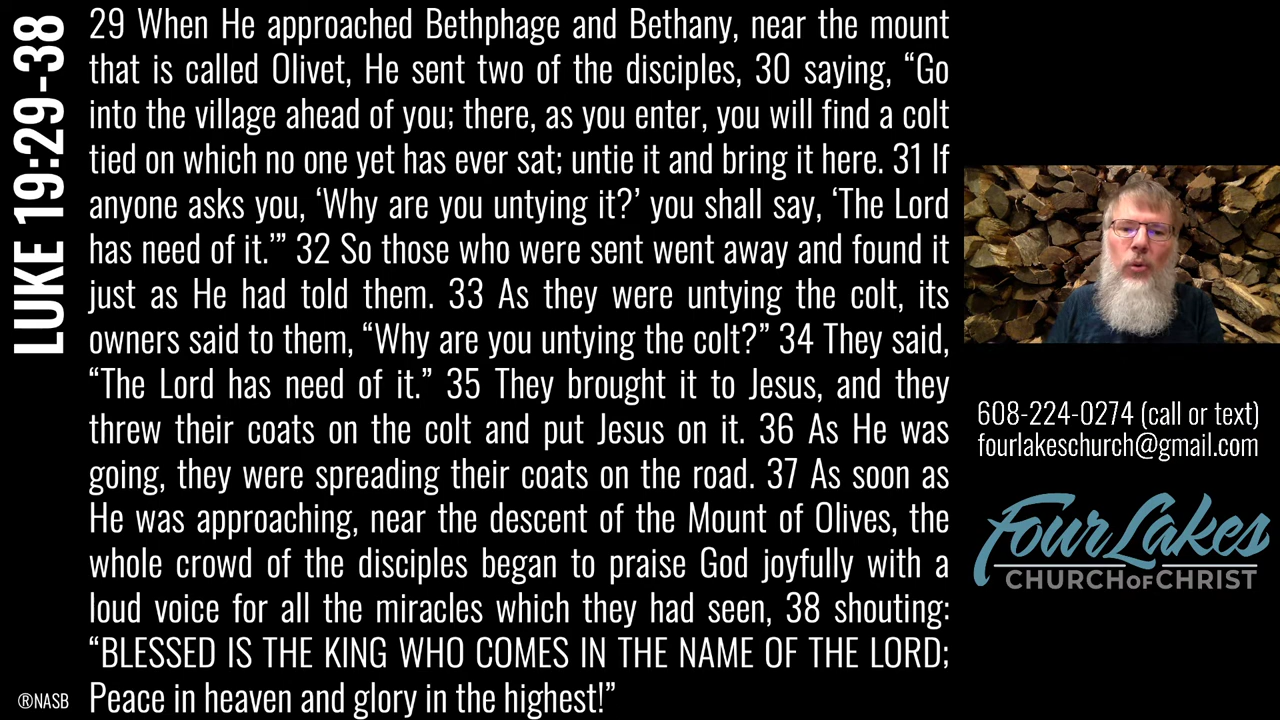 LUKE 19:29-38
29 When He approached Bethphage and Bethany, near the mount
that is called Olivet, He sent two of the disciples, 30 saying, “Go
into the village ahead of you; there, as you enter, you will find a colt
tied on which no one yet has ever sat; untie it and bring it here. 31 If
anyone asks you, ‘Why are you untying it?’ you shall say, ‘The Lord
has need of it.’” 32 So those who were sent went away and found it
just as He had told them. 33 As they were untying the colt, its
owners said to them, “Why are you untying the colt?” 34 They said,
“The Lord has need of it.” 35 They brought it to Jesus, and they
threw their coats on the colt and put Jesus on it. 36 As He was
going, they were spreading their coats on the road. 37 As soon as
He was approaching, near the descent of the Mount of Olives, the
whole crowd of the disciples began to praise God joyfully with a
loud voice for all the miracles which they had seen, 38 shouting:
“BLESSED IS THE KING WHO COMES IN THE NAME OF THE LORD;
Peace in heaven and glory in the highest!”
®NASB
608-224-0274 (call or text)
fourlakeschurch@gmail.com
Four Lakes
CHURCH OF CHRIST